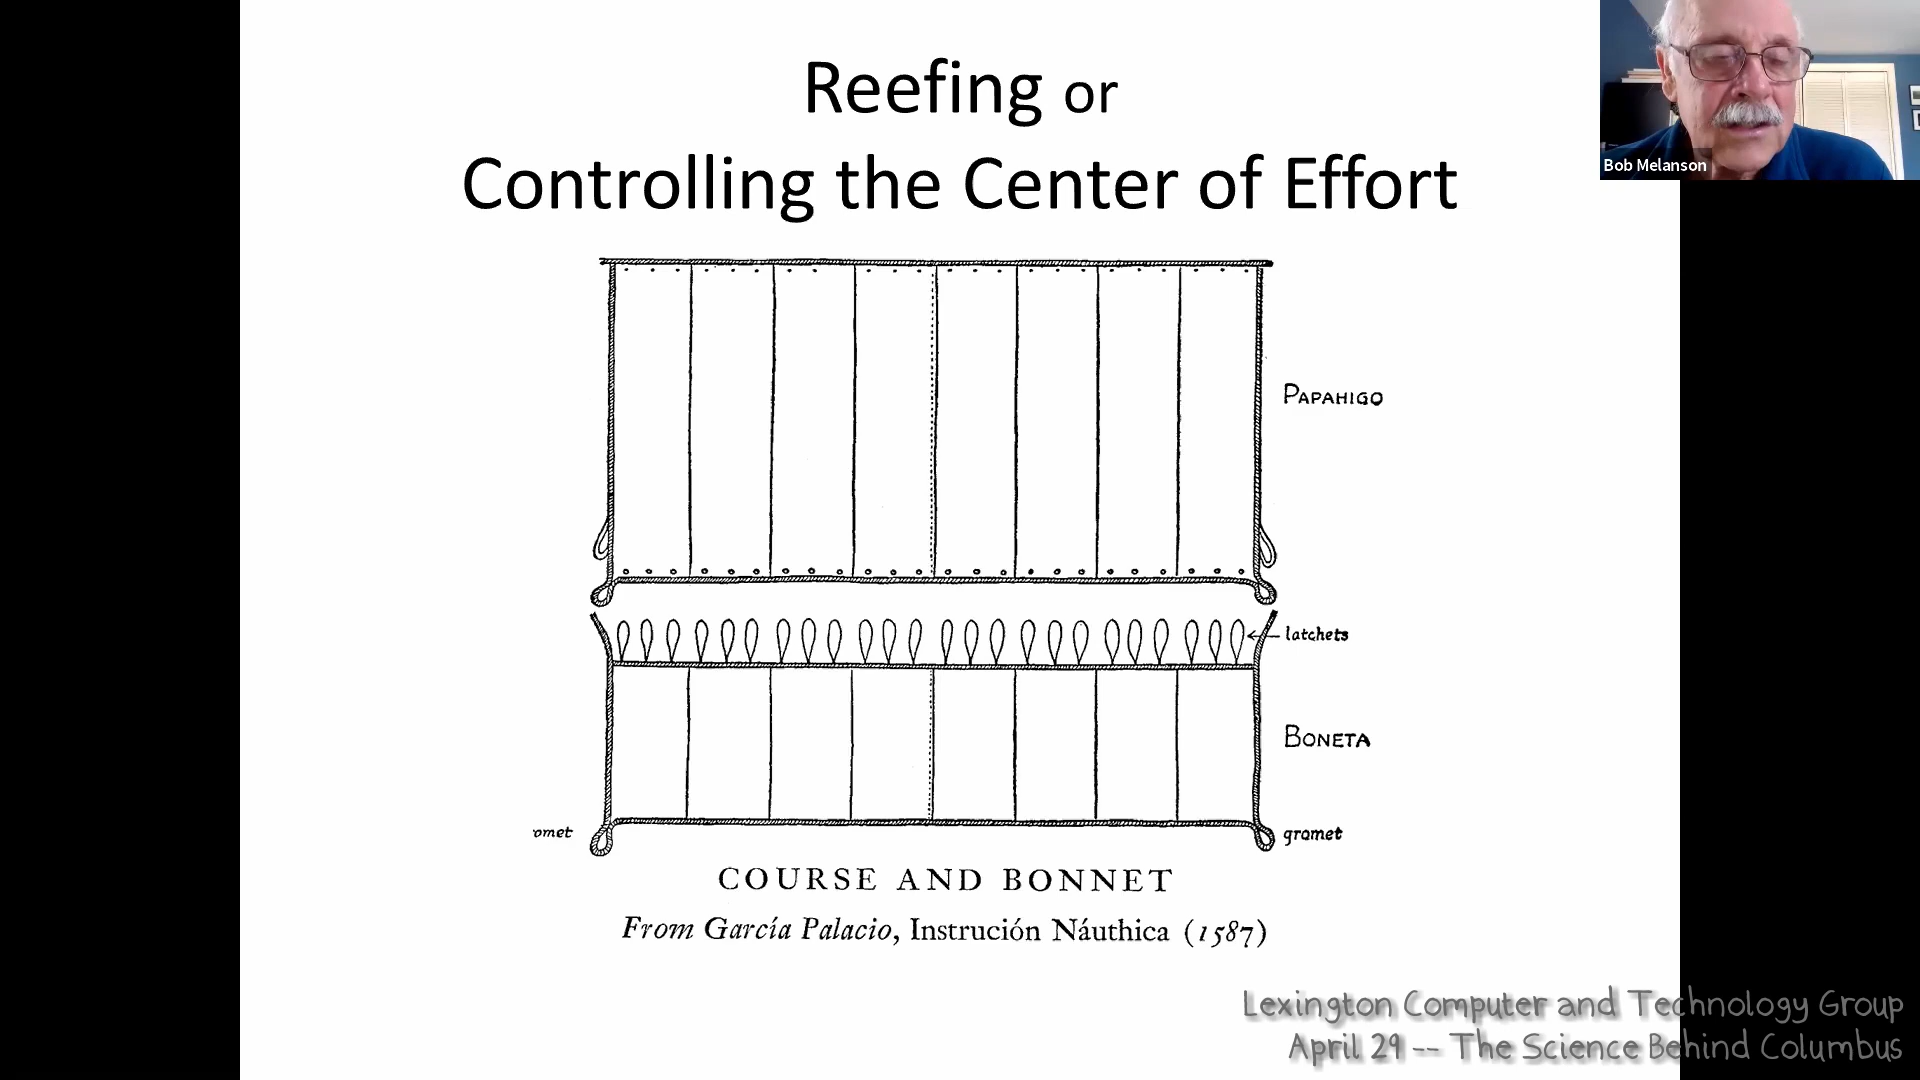 Reefing or
Controlling the Center of Effort
Bob Melanson
PAPAHIGO
latchets
BONETA
omet
gromet
COURSE AND BONNET
From García Palacio, Instrución Náuthica (1587)
Lexington Computer and Technology Group
April 29 -- The Science Behind Columbus